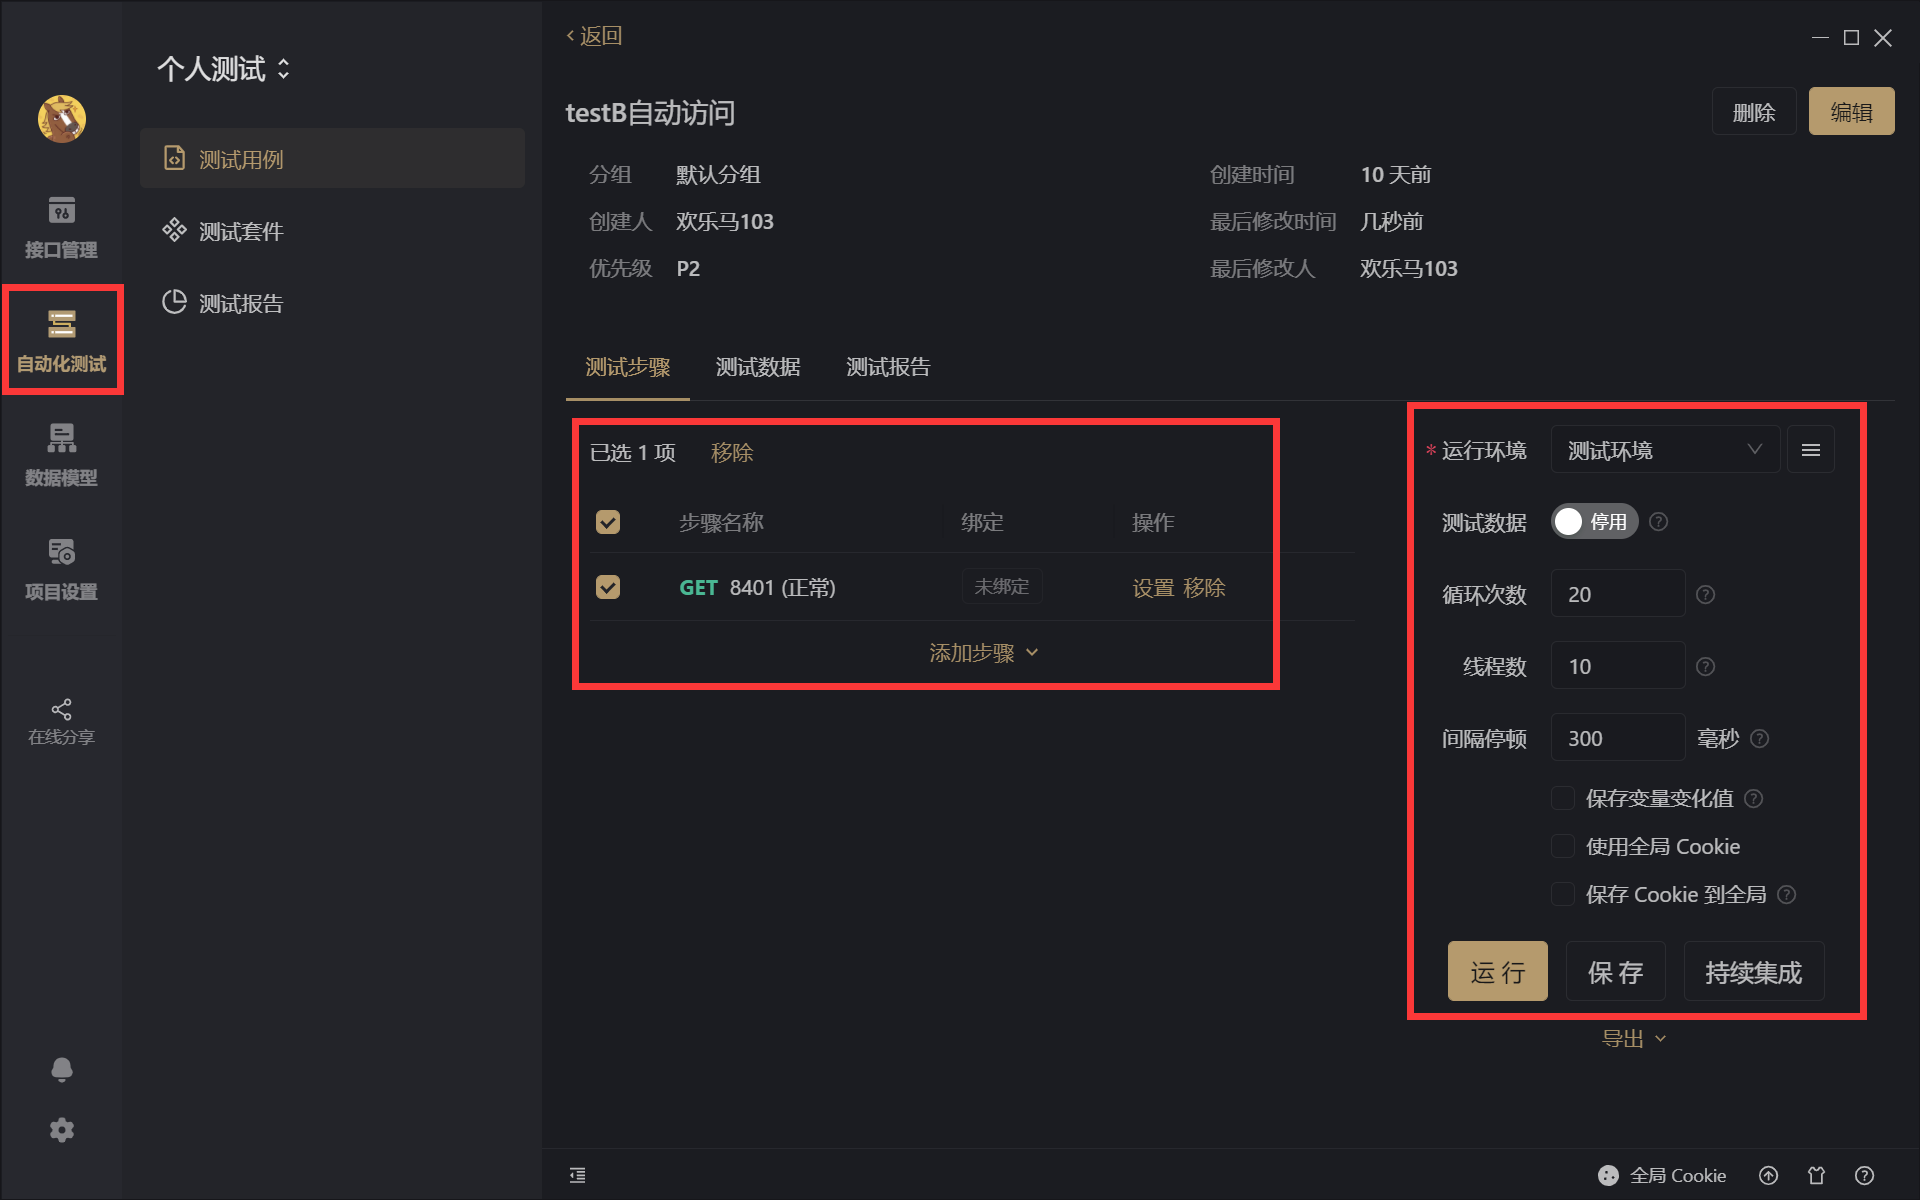 个人测试
接口管理
自动化测试
数据模型
项目设置
在线分享
测试用例
测试套件
测试报告
返回
testB自动访问
删除
编辑
分组 默认分组
创建时间 10 天前
创建人 欢乐马103
最后修改时间 几秒前
优先级 P2
最后修改人 欢乐马103
测试步骤 测试数据 测试报告
已选 1 项 移除
步骤名称 绑定 操作
GET 8401 (正常) 未绑定 设置 移除
添加步骤
* 运行环境 测试环境
测试数据 停用
循环次数 20
线程数 10
间隔停顿 300 毫秒
保存变量变化值
使用全局 Cookie
保存 Cookie 到全局
运行 保存 持续集成
导出
全局 Cookie